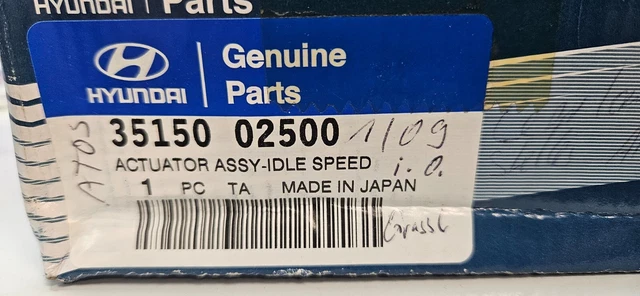 HYUNDAI Parts
HYUNDAI
Genuine
Parts
35150 02500 1/09
ACTUATOR ASSY-IDLE SPEED i.O.
1 PC TA MADE IN JAPAN
ATOS